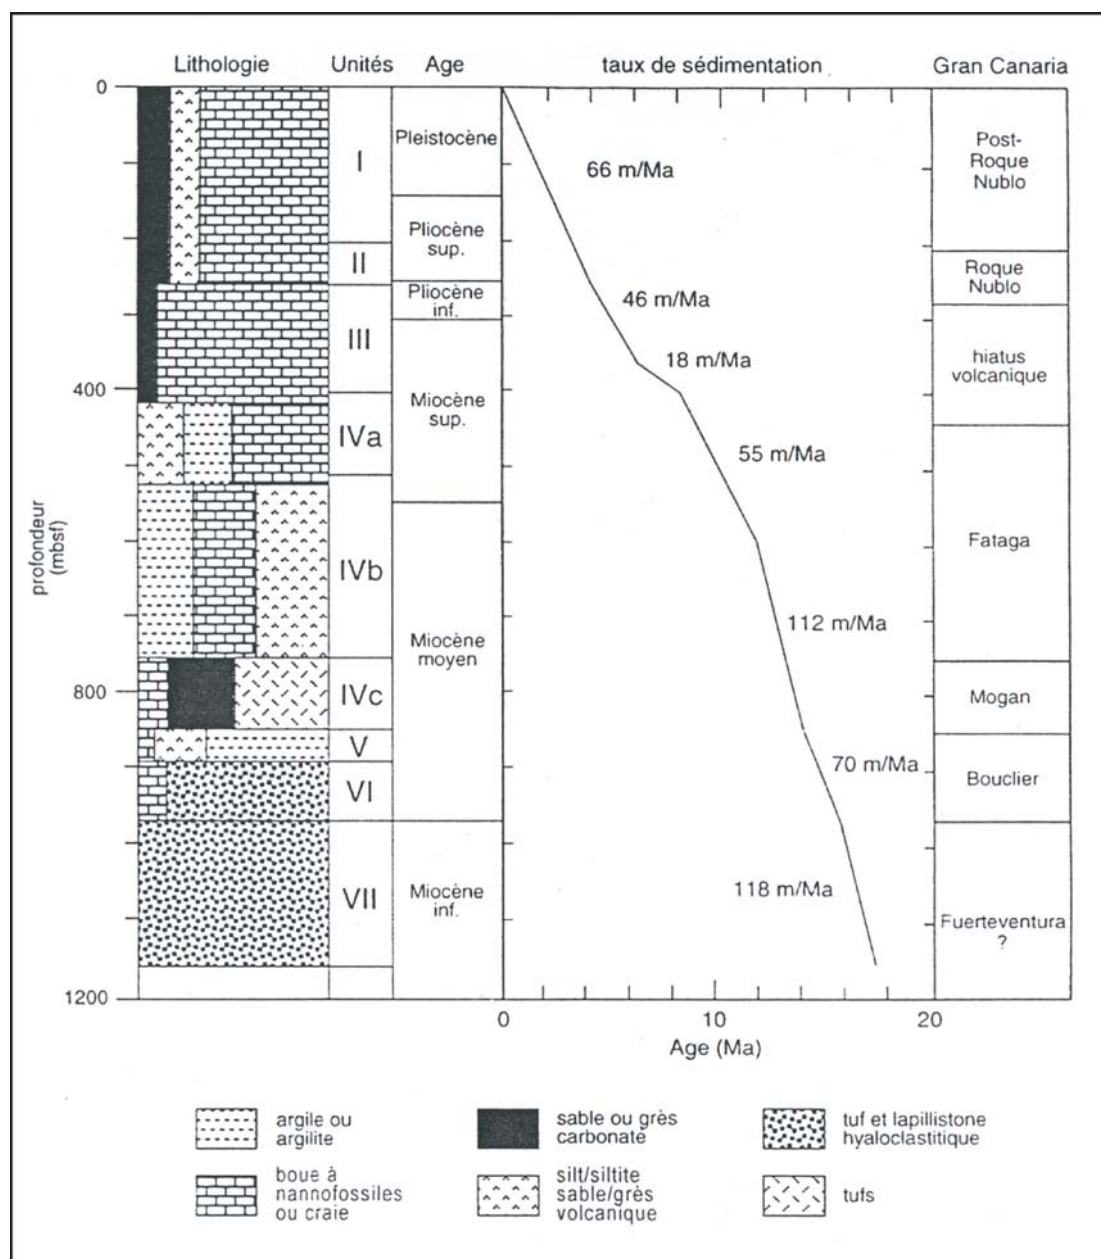 Lithologie Unités Age taux de sédimentation Gran Canaria
0
400
800
1200
profondeur
(mbsf)
I
II
III
IVa
IVb
IVc
V
VI
VII
Pleistocène
Pliocène
sup.
Pliocène
inf.
Miocène
sup.
Miocène
moyen
Miocène
inf.
66 m/Ma
46 m/Ma
18 m/Ma
55 m/Ma
112 m/Ma
70 m/Ma
118 m/Ma
Post-
Roque
Nublo
Roque
Nublo
hiatus
volcanique
Fataga
Mogan
Bouclier
Fuerteventura
?
0 10 20
Age (Ma)
argile ou
argilite
sable ou grès
carbonate
tuf et lapillistone
hyaloclastitique
boue à
nannofossiles
ou craie
silt/siltite
sable/grès
volcanique
tufs